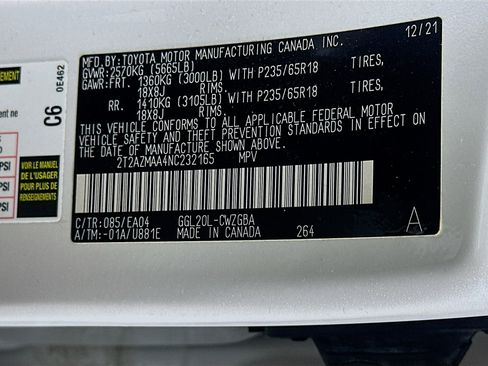 MFD.BY:TOYOTA MOTOR MANUFACTURING CANADA INC. 12/21
GVWR:2570KG (5665LB)
GAWR:FRT. 1360KG (3000LB) WITH P235/65R18 TIRES,
18X8J RIMS.
RR. 1410KG (3105LB) WITH P235/65R18 TIRES,
18X8J RIMS.
THIS VEHICLE CONFORMS TO ALL APPLICABLE FEDERAL MOTOR
VEHICLE SAFETY AND THEFT PREVENTION STANDARDS IN EFFECT ON
THE DATE OF MANUFACTURE SHOWN ABOVE.
2T2AZMAA4NC232165 MPV
C/TR:085/EA04 GGL20L-CWZGBA
A/TM:-01A/U881E MADE IN CANADA 264 A
C6
0E462
ne
PSI
VOIR LE MANUEL
DE L'USAGER
POUR PLUS DE
RENSEIGNEMENTS
PSI
PSI